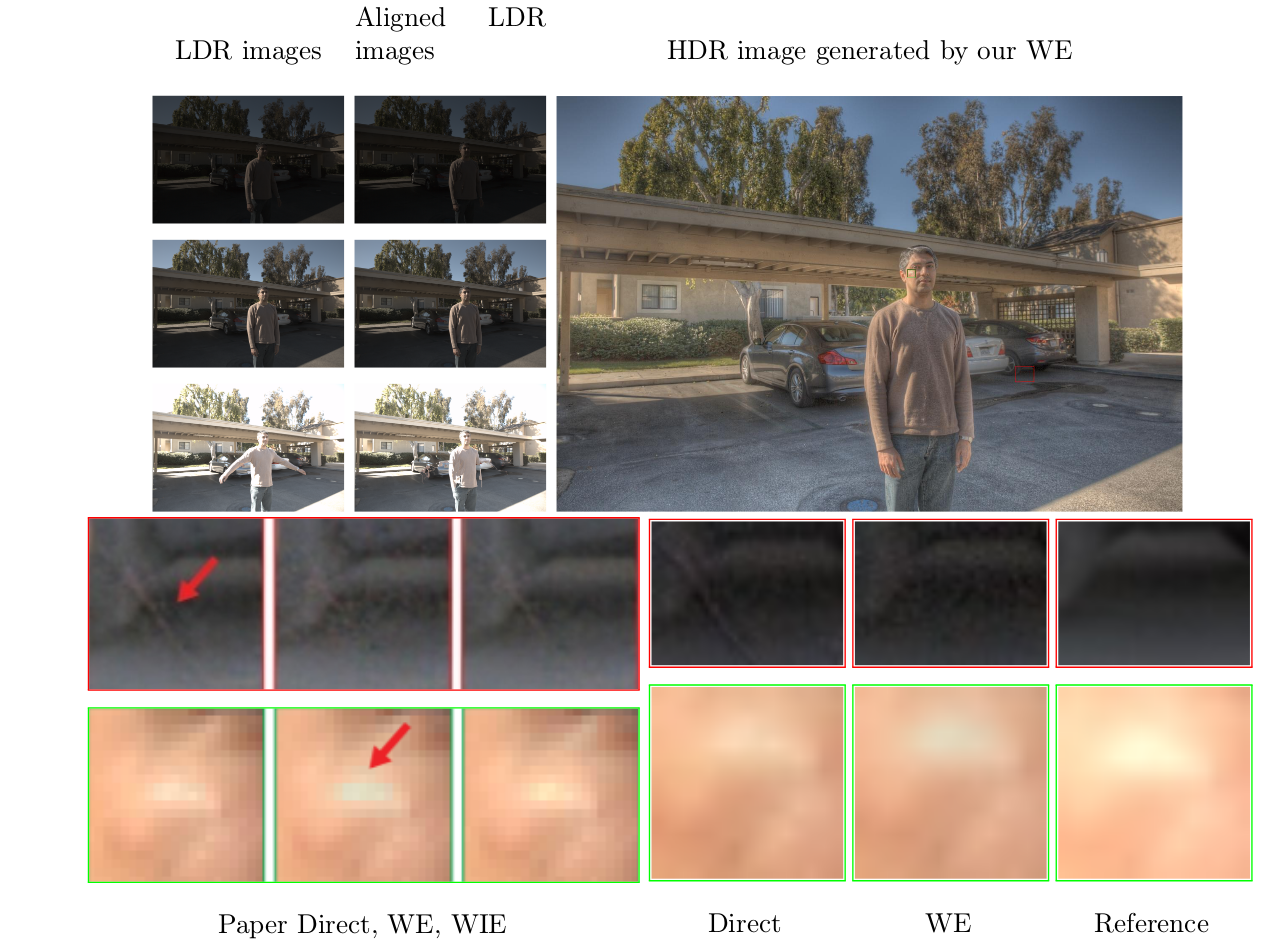 LDR images
Aligned LDR
images
HDR image generated by our WE
Paper Direct, WE, WIE
Direct
WE
Reference